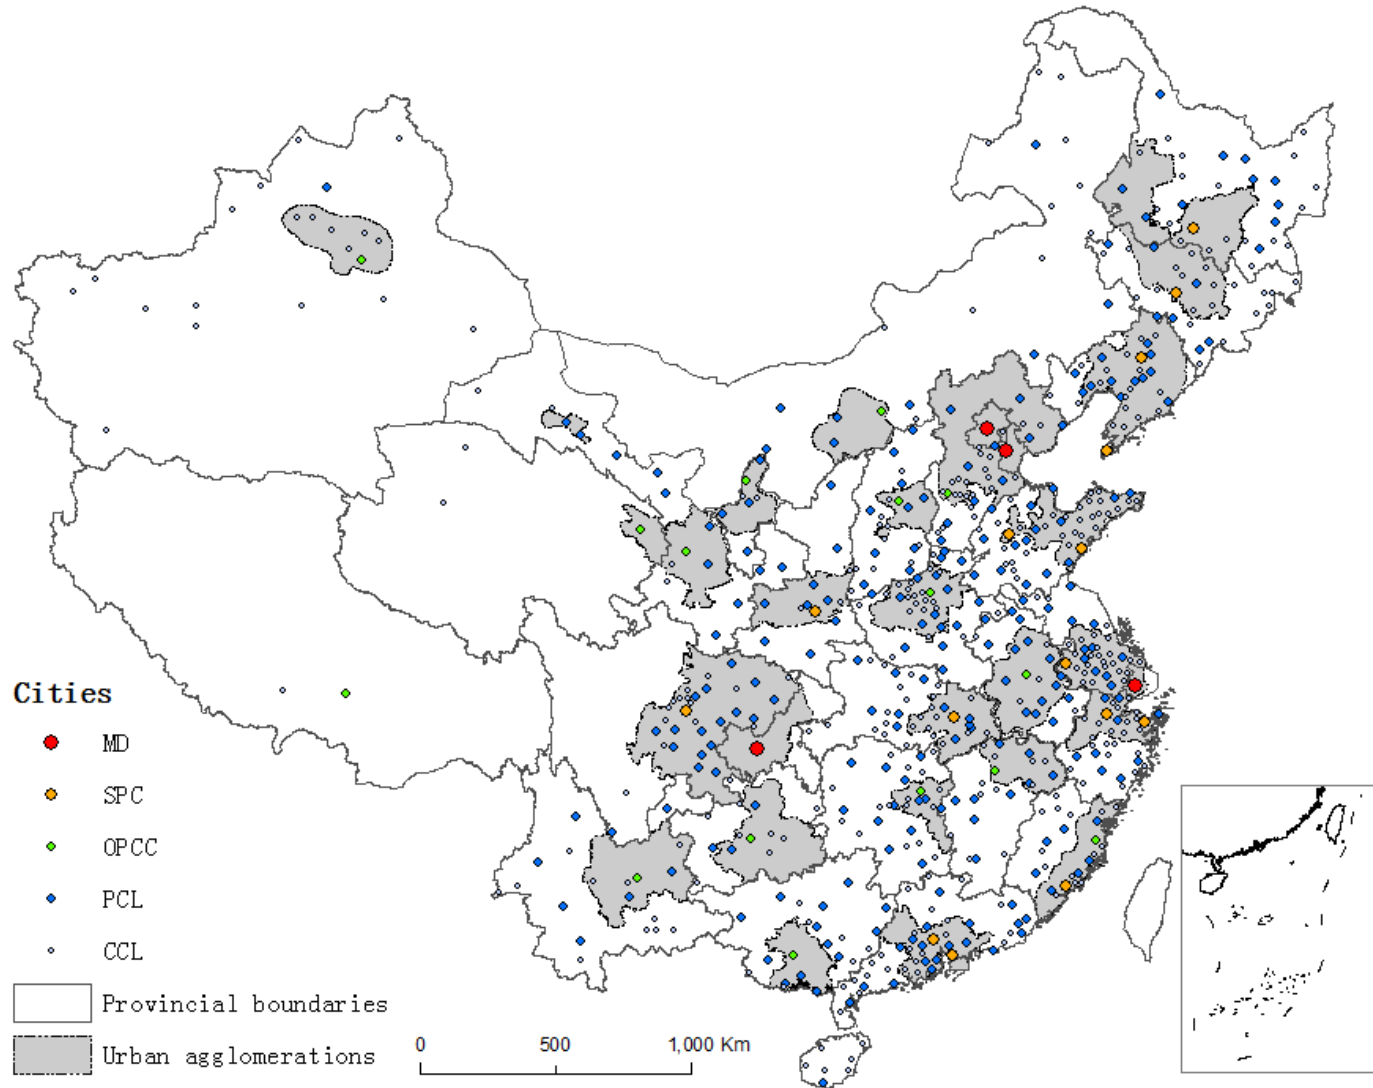 Cities
MD
SPC
OPCC
PCL
CCL
Provincial boundaries
Urban agglomerations
0 500 1,000 Km